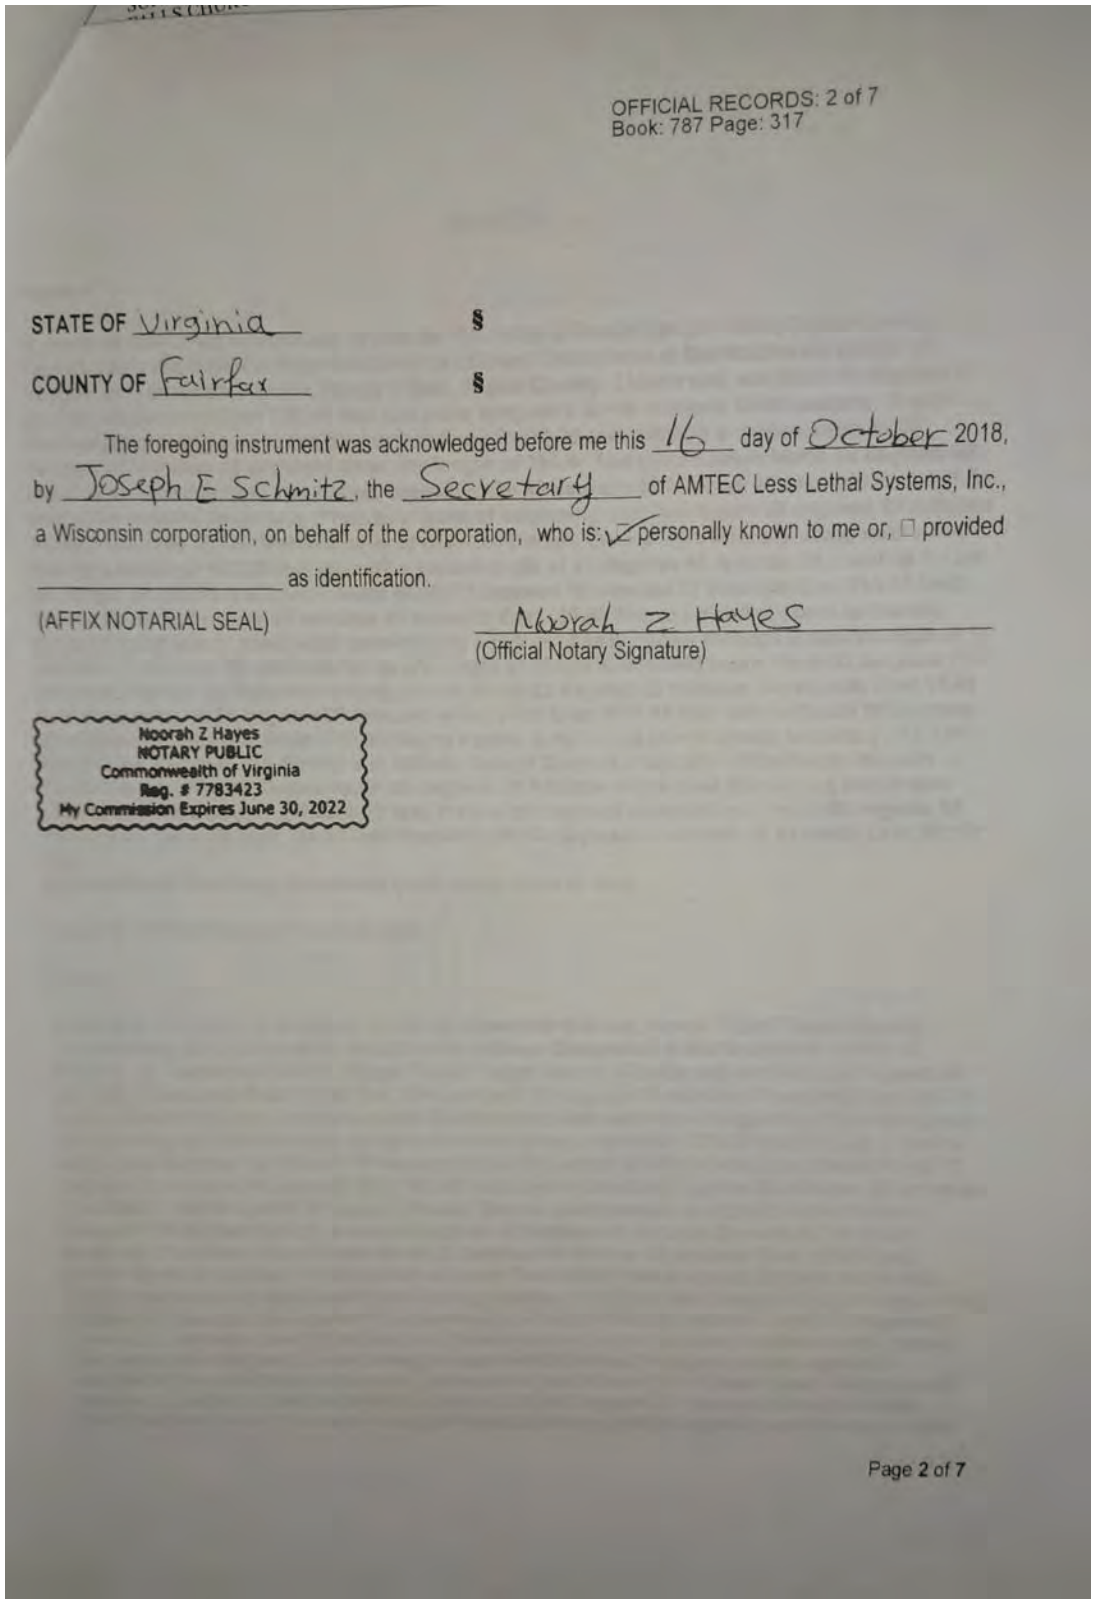 OFFICIAL RECORDS: 2 of 7
Book: 787 Page: 317
STATE OF Virginia §
COUNTY OF Fairfax §
The foregoing instrument was acknowledged before me this 16 day of October 2018,
by Joseph E Schmitz, the Secretary of AMTEC Less Lethal Systems, Inc.,
a Wisconsin corporation, on behalf of the corporation, who is: ☑ personally known to me or, ☐ provided
____________ as identification.
(AFFIX NOTARIAL SEAL) Noorah Z Hayes
(Official Notary Signature)
Noorah Z Hayes
NOTARY PUBLIC
Commonwealth of Virginia
Reg. # 7783423
My Commission Expires June 30, 2022
Page 2 of 7